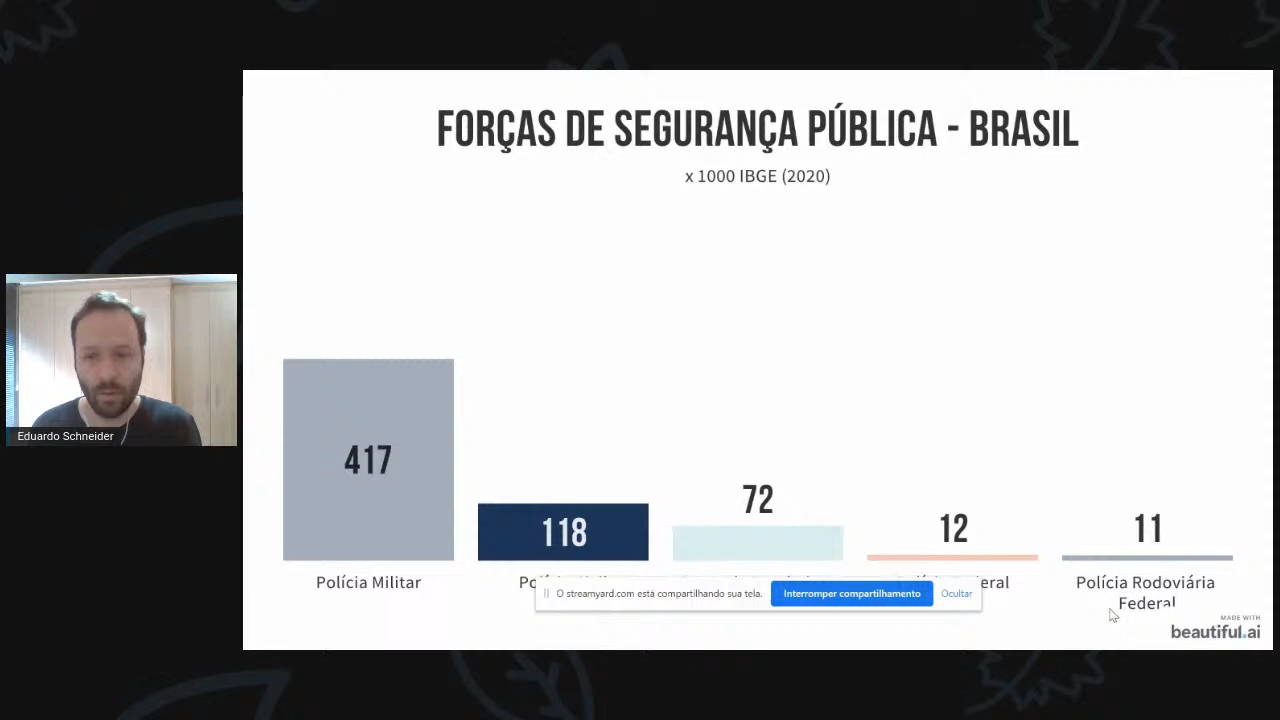 FORÇAS DE SEGURANÇA PÚBLICA - BRASIL
x 1000 IBGE (2020)
417
118
72
12
11
Polícia Militar
Polícia Rodoviária
Federal
O streamyard.com está compartilhando sua tela.
Interromper compartilhamento
Ocultar
MADE WITH
beautiful.ai
Eduardo Schneider